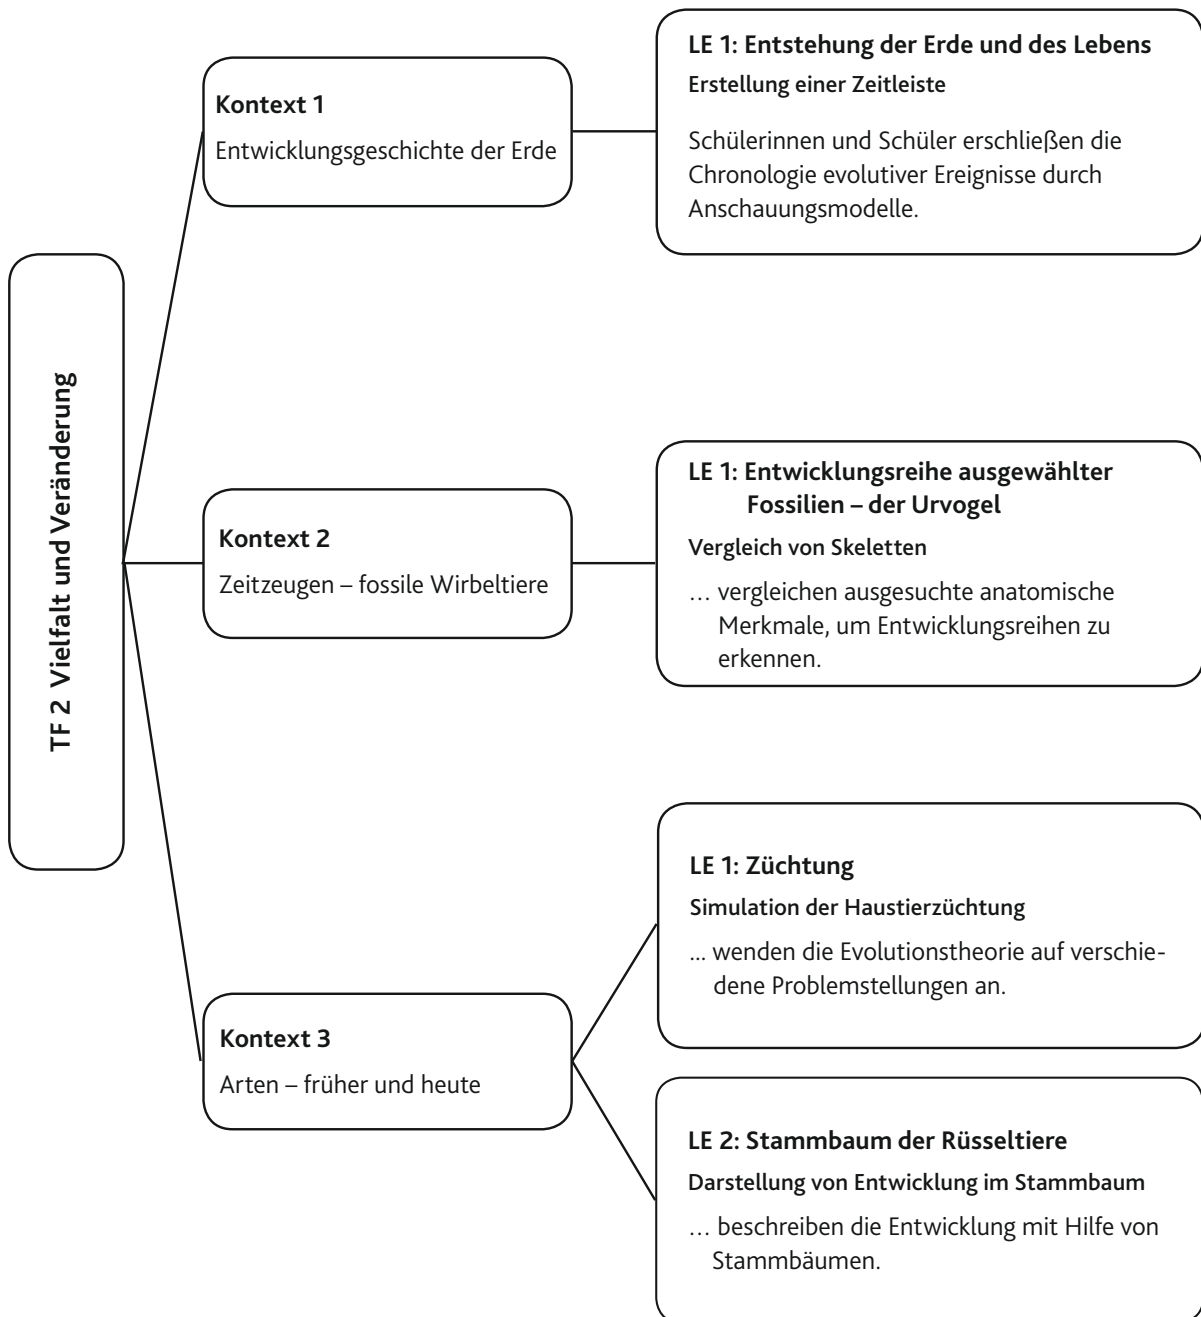 TF 2 Vielfalt und Veränderung
Kontext 1
Entwicklungsgeschichte der Erde
LE 1: Entstehung der Erde und des Lebens
Erstellung einer Zeitleiste
Schülerinnen und Schüler erschließen die
Chronologie evolutiver Ereignisse durch
Anschauungsmodelle.
Kontext 2
Zeitzeugen – fossile Wirbeltiere
LE 1: Entwicklungsreihe ausgewählter
Fossilien – der Urvogel
Vergleich von Skeletten
… vergleichen ausgesuchte anatomische
Merkmale, um Entwicklungsreihen zu
erkennen.
Kontext 3
Arten – früher und heute
LE 1: Züchtung
Simulation der Haustierzüchtung
... wenden die Evolutionstheorie auf verschie-
dene Problemstellungen an.
LE 2: Stammbaum der Rüsseltiere
Darstellung von Entwicklung im Stammbaum
… beschreiben die Entwicklung mit Hilfe von
Stammbäumen.